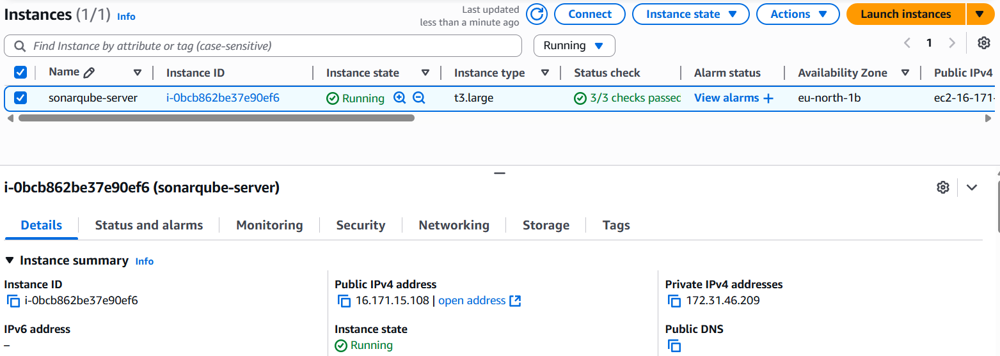 Instances (1/1) Info
Last updated
less than a minute ago
Connect
Instance state
Actions
Launch instances
Find Instance by attribute or tag (case-sensitive)
Running
1
Name
Instance ID
Instance state
Instance type
Status check
Alarm status
Availability Zone
Public IPv4
sonarqube-server
i-0bcb862be37e90ef6
Running
t3.large
3/3 checks passec
View alarms +
eu-north-1b
ec2-16-171-
i-0bcb862be37e90ef6 (sonarqube-server)
Details
Status and alarms
Monitoring
Security
Networking
Storage
Tags
Instance summary Info
Instance ID
i-0bcb862be37e90ef6
Public IPv4 address
16.171.15.108 | open address
Private IPv4 addresses
172.31.46.209
IPv6 address
–
Instance state
Running
Public DNS